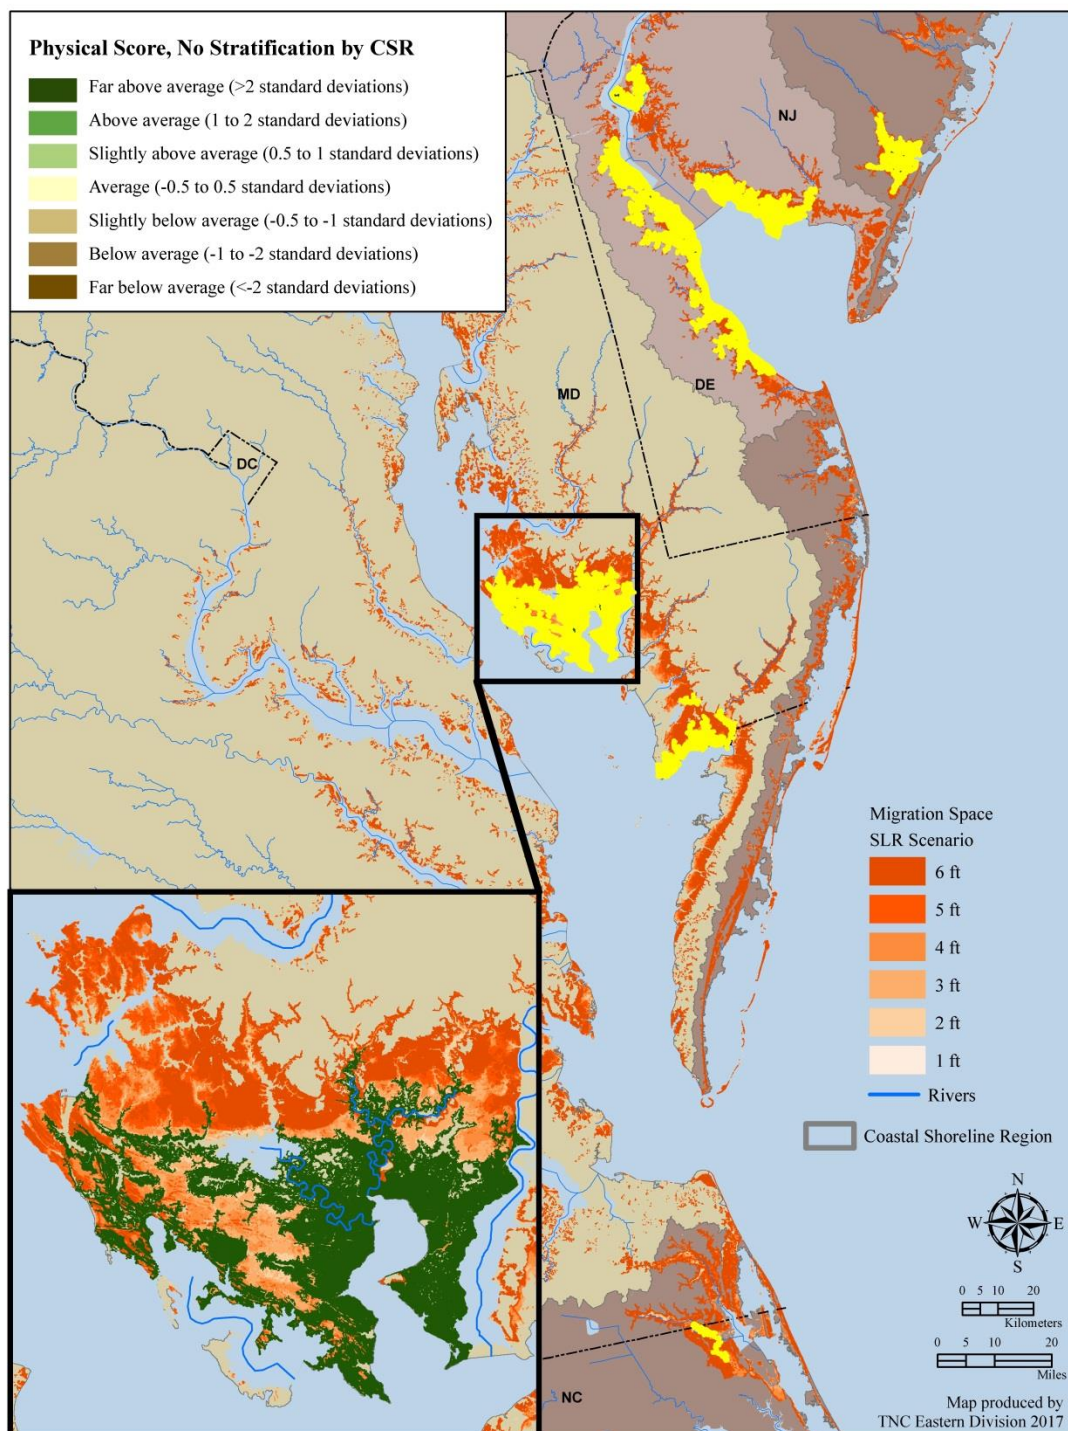 Physical Score, No Stratification by CSR
Far above average (>2 standard deviations)
Above average (1 to 2 standard deviations)
Slightly above average (0.5 to 1 standard deviations)
Average (-0.5 to 0.5 standard deviations)
Slightly below average (-0.5 to -1 standard deviations)
Below average (-1 to -2 standard deviations)
Far below average (<-2 standard deviations)
NJ
DE
MD
DC
Migration Space
SLR Scenario
6 ft
5 ft
4 ft
3 ft
2 ft
1 ft
Rivers
Coastal Shoreline Region
N
W E
S
0 5 10 20
Kilometers
0 5 10 20
Miles
NC
Map produced by
TNC Eastern Division 2017